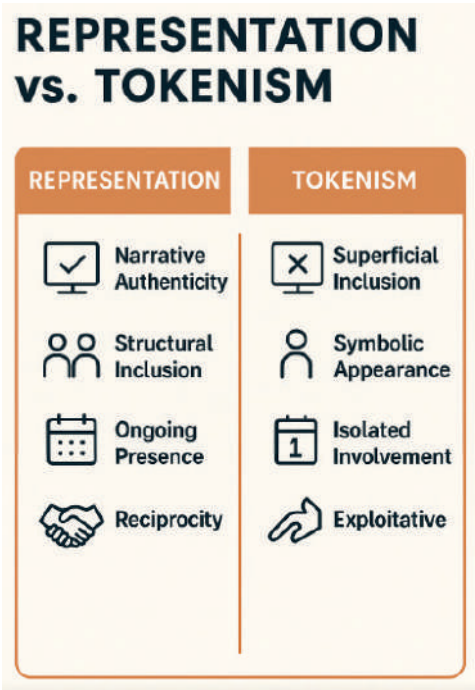 REPRESENTATION
vs. TOKENISM
REPRESENTATION
Narrative
Authenticity
Structural
Inclusion
Ongoing
Presence
Reciprocity
TOKENISM
Superficial
Inclusion
Symbolic
Appearance
1
Isolated
Involvement
Exploitative